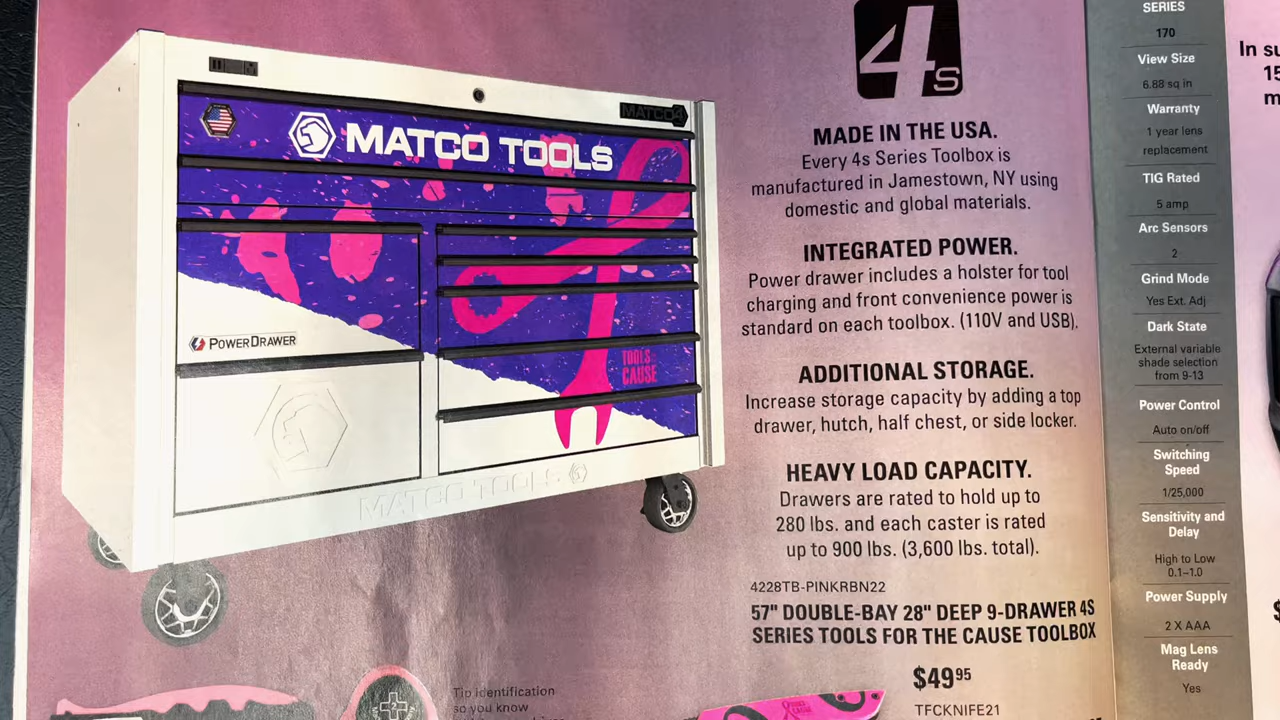 MATCO4
MATCO TOOLS
POWERDRAWER
TOOLS
CAUSE
MATCO TOOLS
4s
MADE IN THE USA.
Every 4s Series Toolbox is
manufactured in Jamestown, NY using
domestic and global materials.
INTEGRATED POWER.
Power drawer includes a holster for tool
charging and front convenience power is
standard on each toolbox. (110V and USB).
ADDITIONAL STORAGE.
Increase storage capacity by adding a top
drawer, hutch, half chest, or side locker.
HEAVY LOAD CAPACITY.
Drawers are rated to hold up to
280 lbs. and each caster is rated
up to 900 lbs. (3,600 lbs. total).
4228TB-PINKRBN22
57" DOUBLE-BAY 28" DEEP 9-DRAWER 4S
SERIES TOOLS FOR THE CAUSE TOOLBOX
$4995
TFCKNIFE21
Tip identification
so you know
SERIES
170
View Size
6.88 sq in
Warranty
1 year lens
replacement
TIG Rated
5 amp
Arc Sensors
2
Grind Mode
Yes Ext. Adj
Dark State
External variable
shade selection
from 9-13
Power Control
Auto on/off
Switching
Speed
1/25,000
Sensitivity and
Delay
High to Low
0.1–1.0
Power Supply
2 X AAA
Mag Lens
Ready
Yes
In su
15
m
$